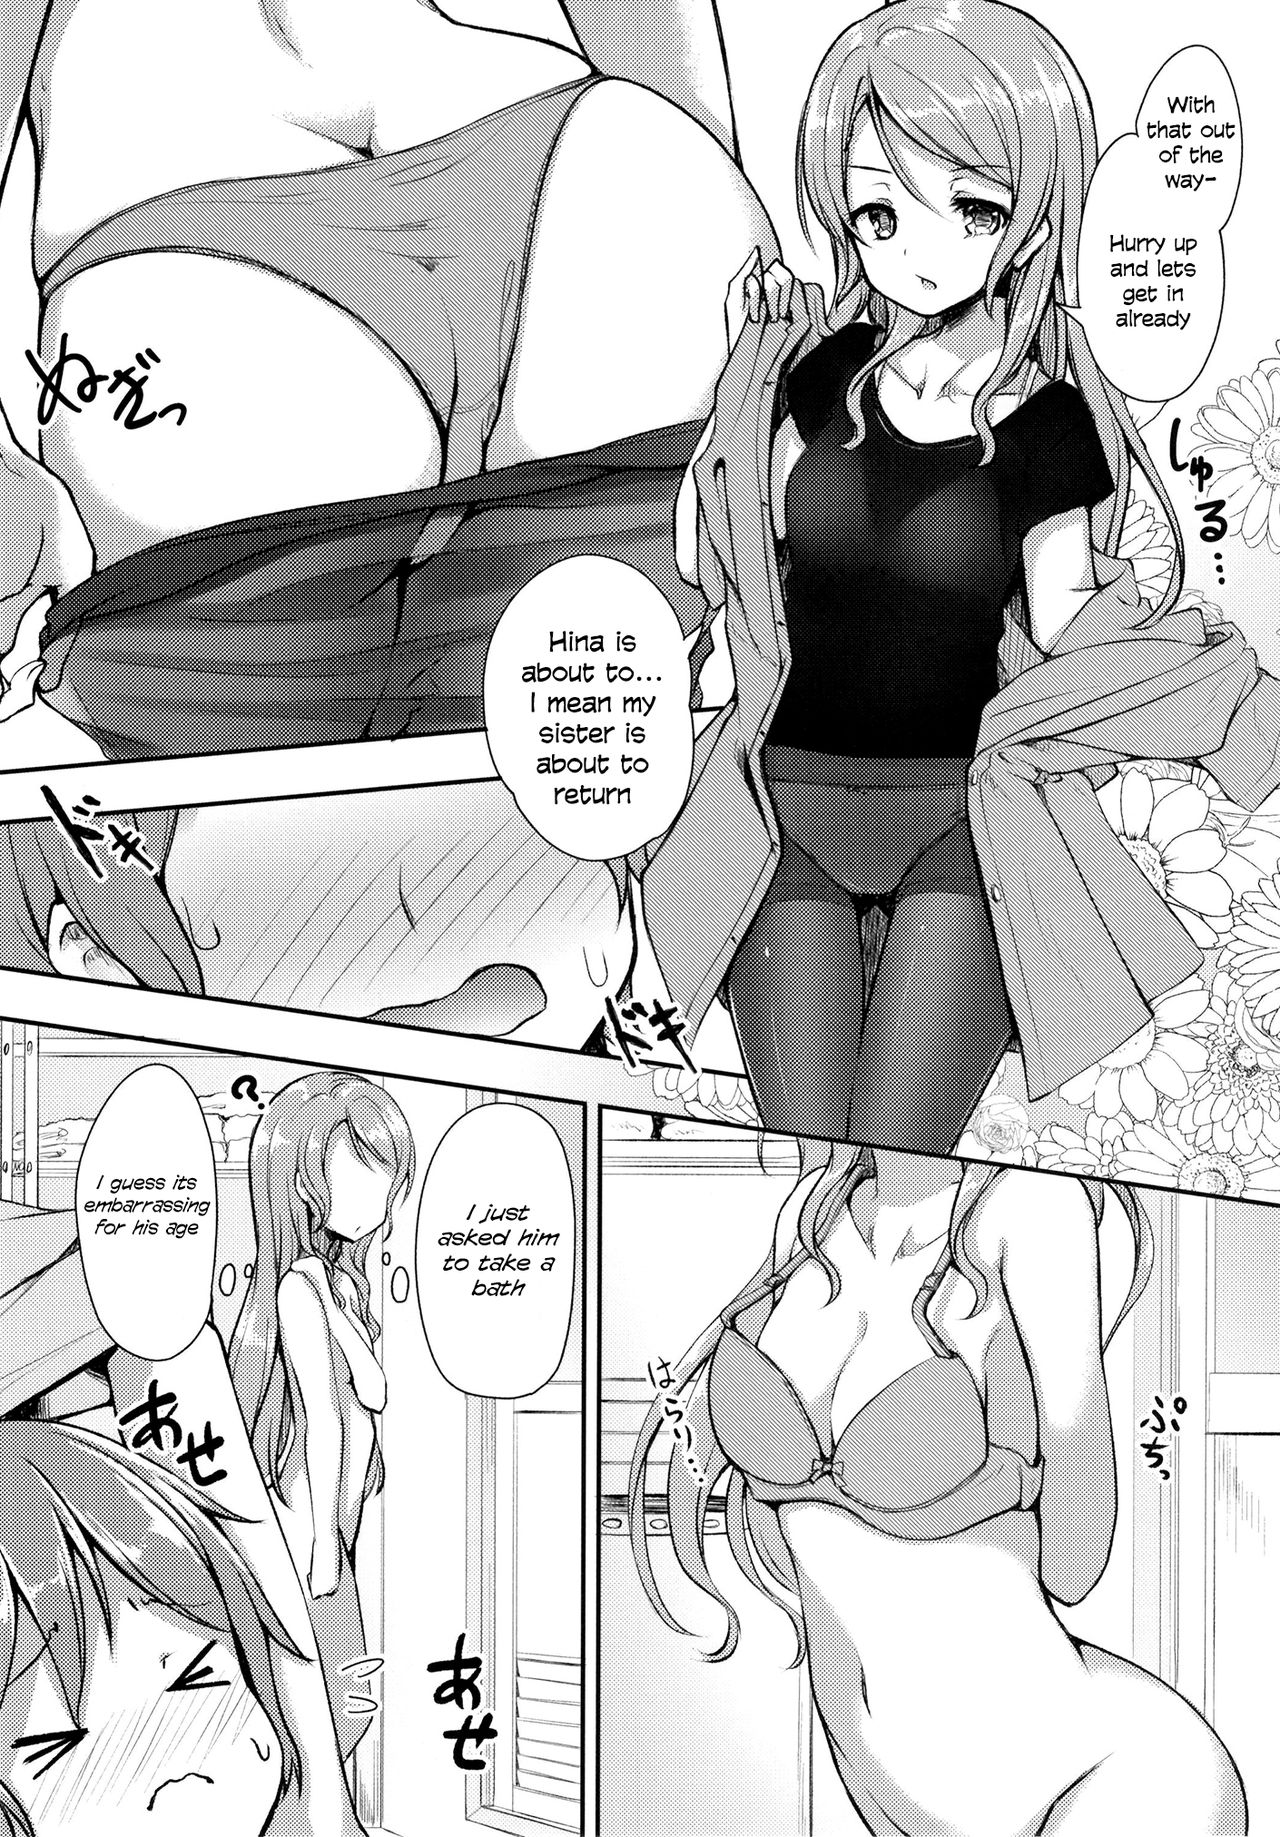 With
that out
of the
way-
Hurry up
and lets
get in
already
しゅる…
ぬぎっ
Hina is
about to...
I mean my
sister is
about to
return
ドキ
ドキ
はらり…
ぷちっ
I just
asked him
to take a
bath
?
I guess its
embarrassing
for his age
あせ
あせ